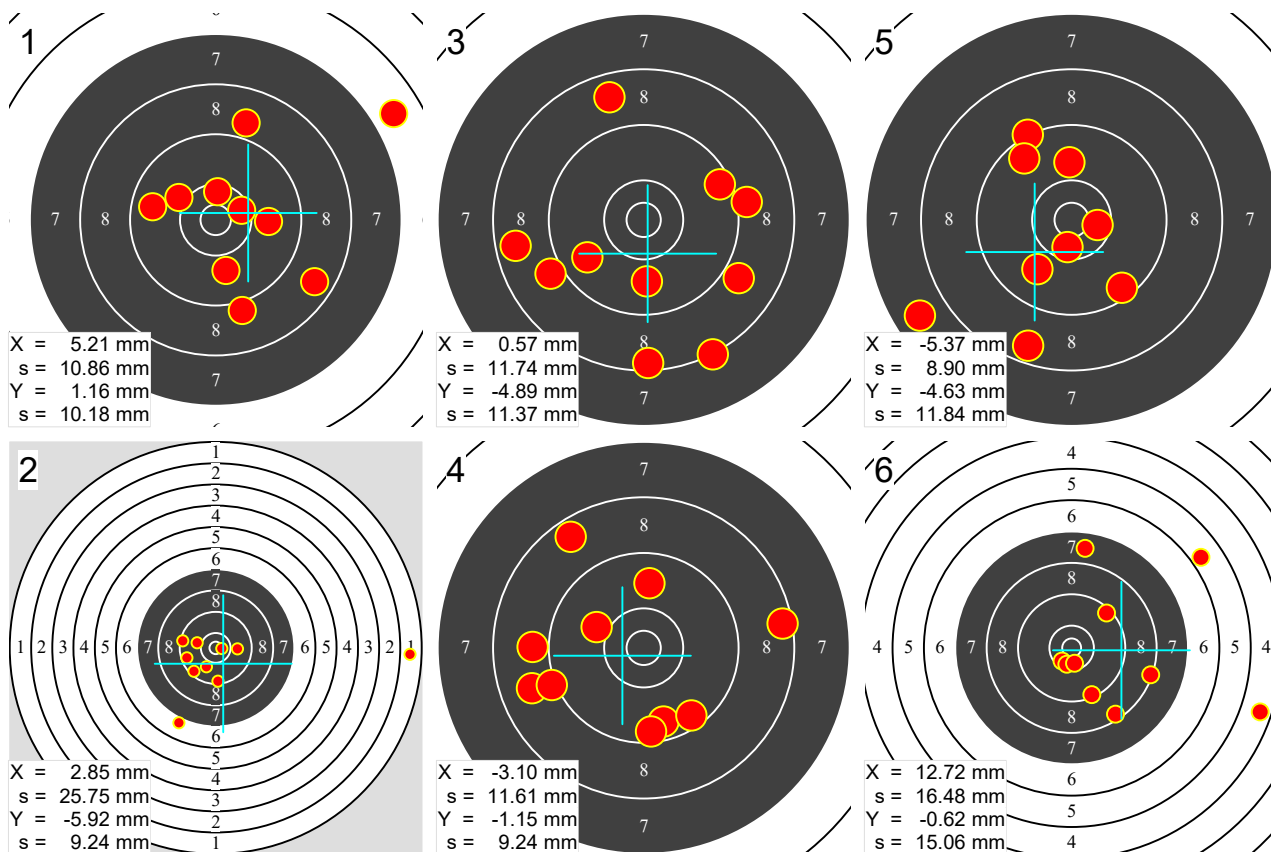 1
6
7
8
7 8 8 7
8
7
6
X = 5.21 mm
s = 10.86 mm
Y = 1.16 mm
s = 10.18 mm
3
7
8
7 8 8 7
8
7
X = 0.57 mm
s = 11.74 mm
Y = -4.89 mm
s = 11.37 mm
5
7
8
7 8 8 7
8
7
X = -5.37 mm
s = 8.90 mm
Y = -4.63 mm
s = 11.84 mm
2
1
2
3
4
5
6
7
8
1 2 3 4 5 6 7 8 8 7 6 5 4 3 2 1
8
7
6
5
4
3
2
1
X = 2.85 mm
s = 25.75 mm
Y = -5.92 mm
s = 9.24 mm
4
7
8
7 8 8 7
8
7
X = -3.10 mm
s = 11.61 mm
Y = -1.15 mm
s = 9.24 mm
6
4
5
6
7
8
4 5 6 7 8 8 7 6 5 4
8
7
6
5
4
X = 12.72 mm
s = 16.48 mm
Y = -0.62 mm
s = 15.06 mm